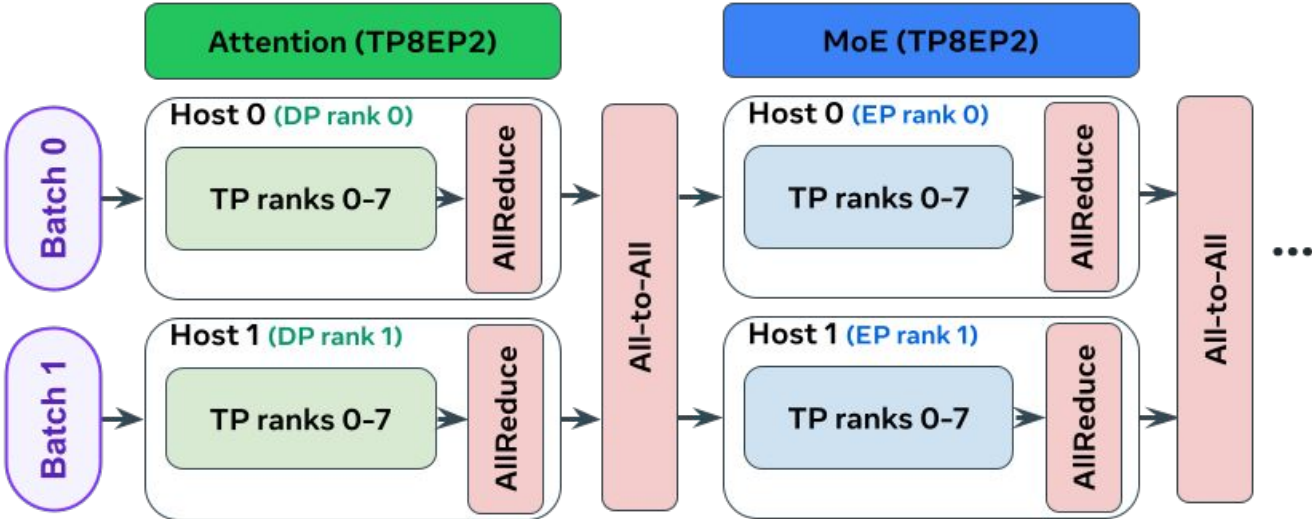 Attention (TP8EP2)
MoE (TP8EP2)
Batch 0
Host 0 (DP rank 0)
TP ranks 0-7
AllReduce
All-to-All
Host 0 (EP rank 0)
TP ranks 0-7
AllReduce
All-to-All
...
Batch 1
Host 1 (DP rank 1)
TP ranks 0-7
AllReduce
Host 1 (EP rank 1)
TP ranks 0-7
AllReduce